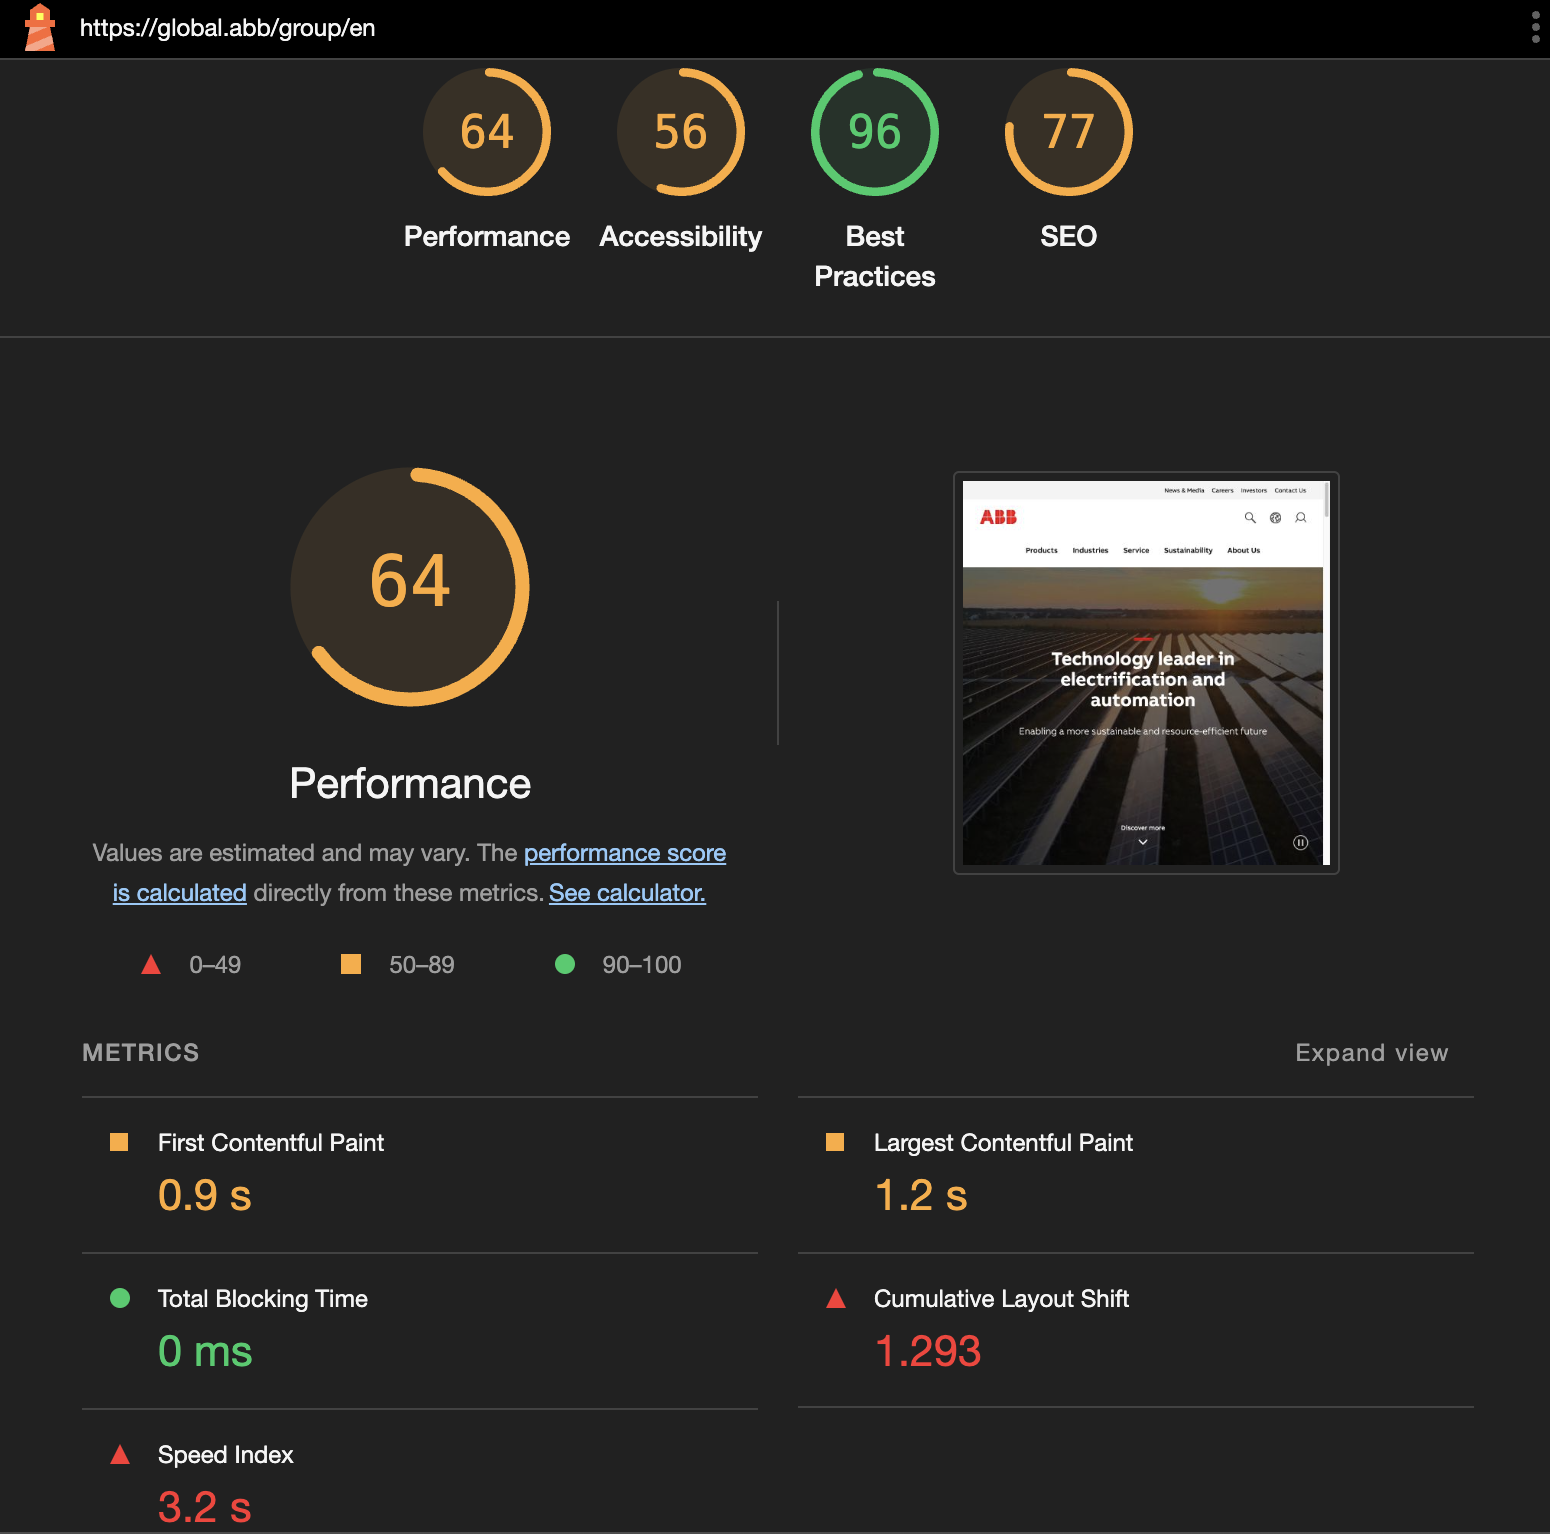 https://global.abb/group/en
64
56
96
77
Performance
Accessibility
Best
Practices
SEO
64
Performance
Values are estimated and may vary. The performance score
is calculated directly from these metrics. See calculator.
0–49
50–89
90–100
News & Media Careers Investors Contact Us
ABB
Products Industries Service Sustainability About Us
Technology leader in
electrification and
automation
Enabling a more sustainable and resource-efficient future
Discover more
METRICS
Expand view
First Contentful Paint
0.9 s
Largest Contentful Paint
1.2 s
Total Blocking Time
0 ms
Cumulative Layout Shift
1.293
Speed Index
3.2 s